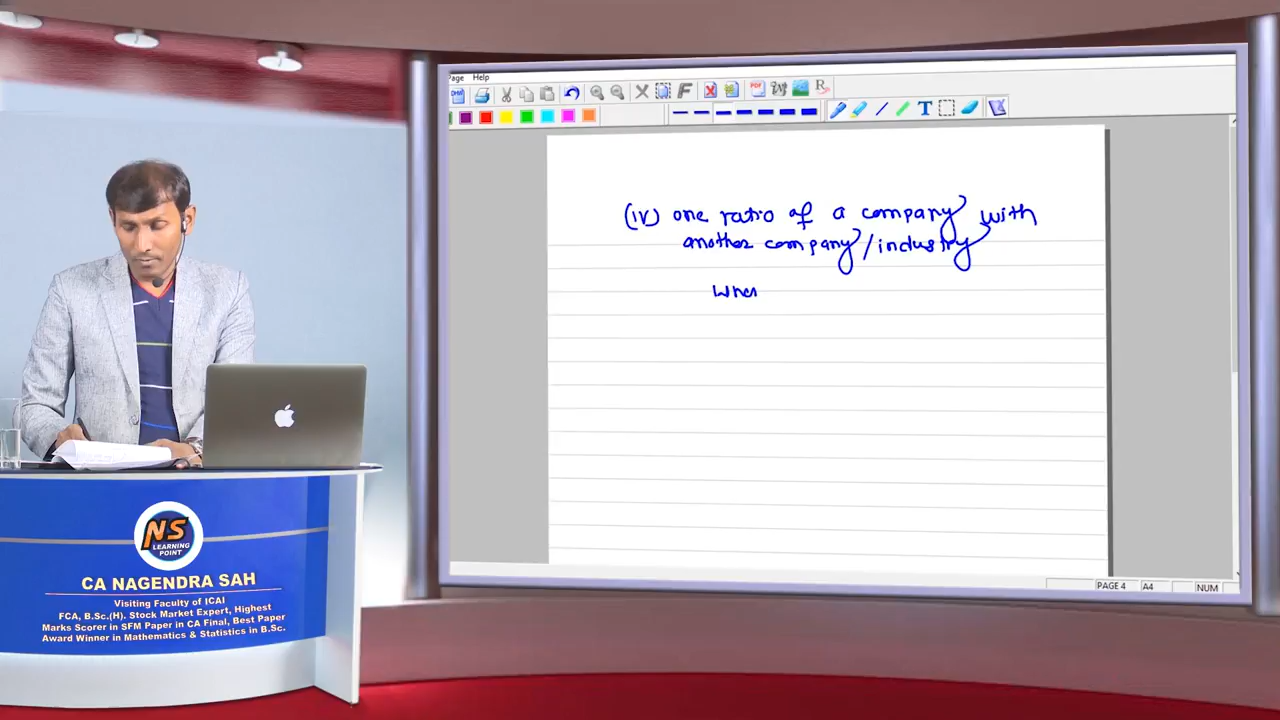 Page Help
PDF
(iv) one ratio of a company with
another company/industry
When
NS
LEARNING
POINT
CA NAGENDRA SAH
Visiting Faculty of ICAI
FCA, B.Sc.(H). Stock Market Expert, Highest
Marks Scorer in SFM Paper in CA Final, Best Paper
Award Winner in Mathematics & Statistics in B.Sc.
PAGE 4 A4 NUM